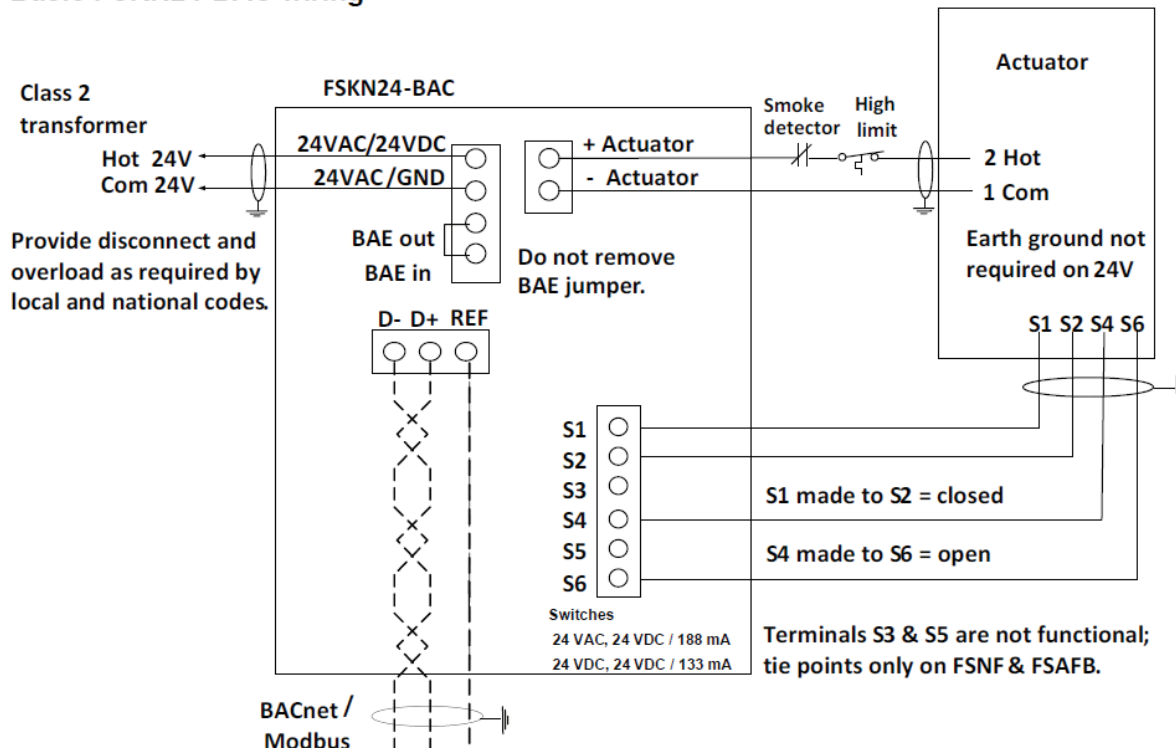 Class 2
transformer
Hot 24V
Com 24V
Provide disconnect and
overload as required by
local and national codes.
FSKN24-BAC
24VAC/24VDC
24VAC/GND
BAE out
BAE in
+ Actuator
- Actuator
Do not remove
BAE jumper.
Smoke
detector
High
limit
Actuator
2 Hot
1 Com
Earth ground not
required on 24V
S1 S2 S4 S6
D- D+ REF
S1
S2
S3
S4
S5
S6
S1 made to S2 = closed
S4 made to S6 = open
Switches
24 VAC, 24 VDC / 188 mA
24 VDC, 24 VDC / 133 mA
Terminals S3 & S5 are not functional;
tie points only on FSNF & FSAFB.
BACnet /
Modbus